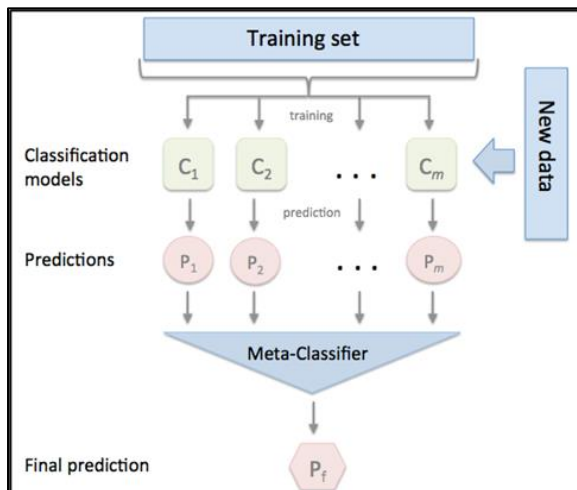 Training set
training
New data
Classification
models
C1 C2 . . . Cm
prediction
Predictions
P1 P2 . . . Pm
Meta-Classifier
Final prediction
Pf